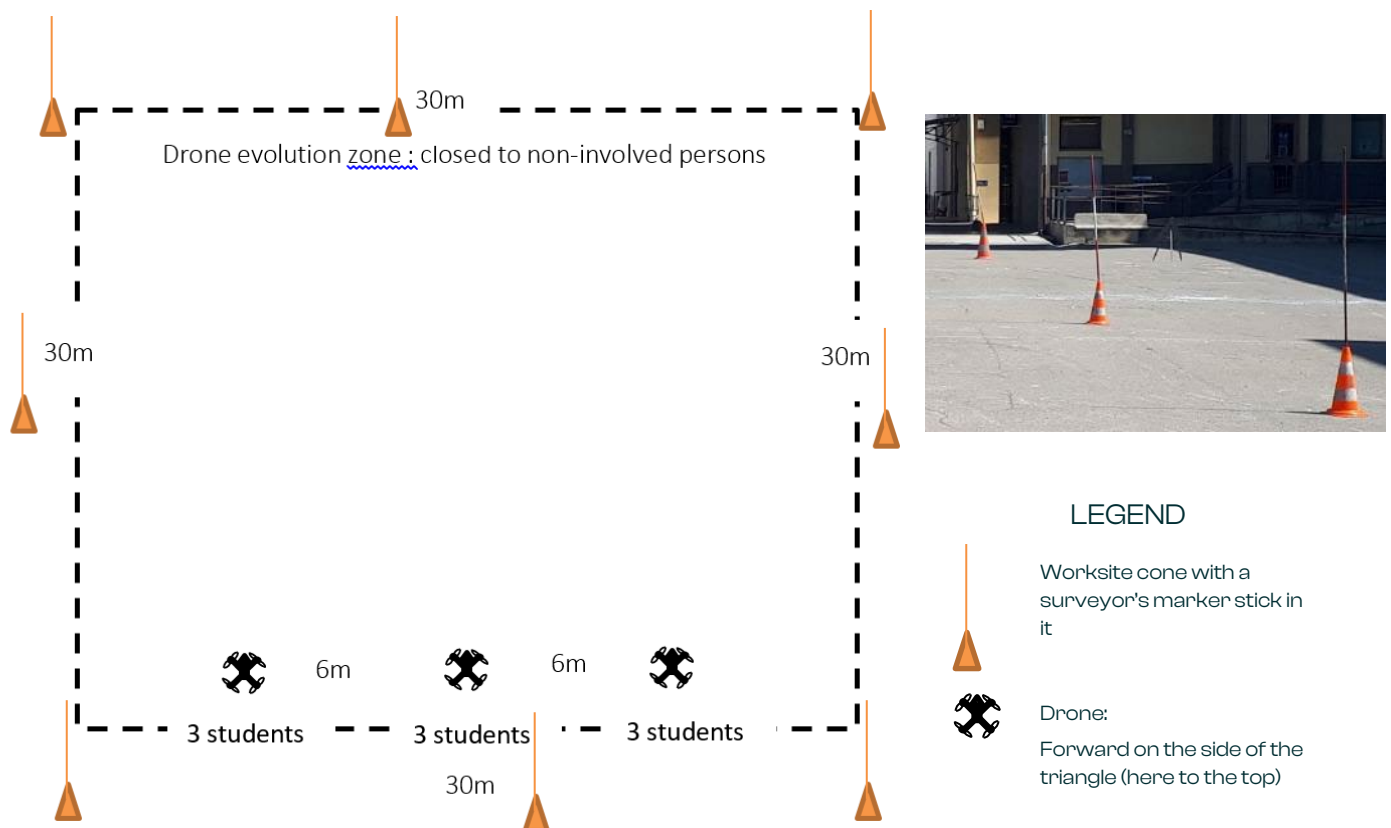 30m
Drone evolution zone : closed to non-involved persons
30m
30m
6m
6m
3 students
3 students
3 students
30m
LEGEND
Worksite cone with a
surveyor's marker stick in
it
Drone:
Forward on the side of the
triangle (here to the top)